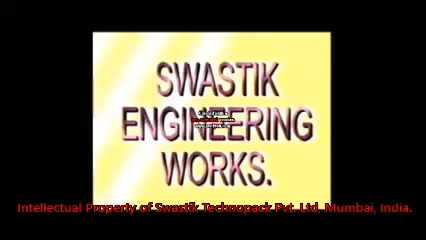 SWASTIK
ENGINEERING
WORKS.
Intellectual Property of Swastik Technopack Pvt. Ltd, Mumbai, India.